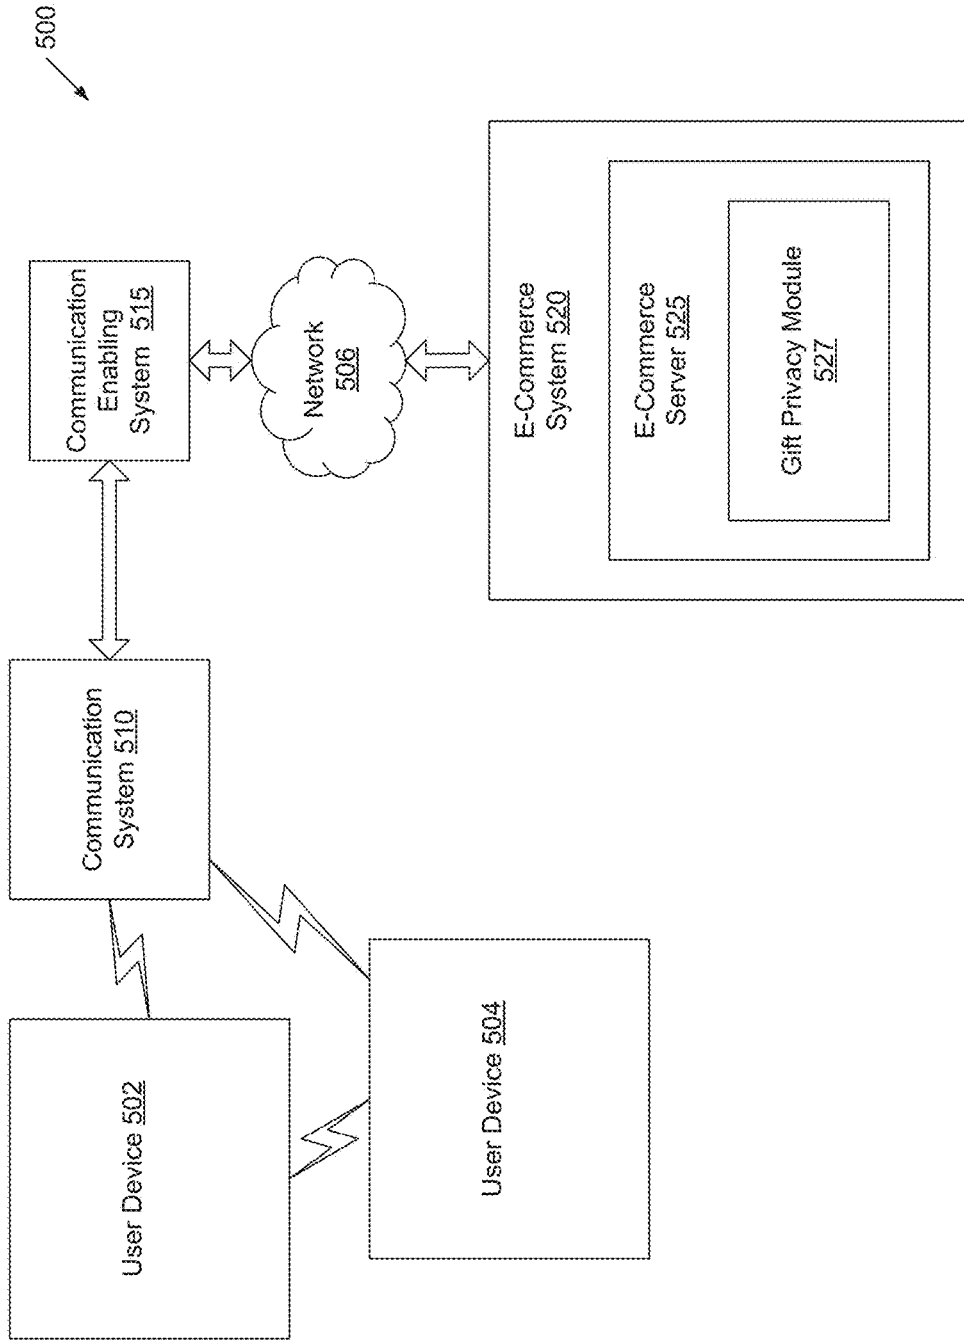 500
User Device 502
Communication
System 510
Communication
Enabling
System 515
User Device 504
Network
506
E-Commerce
System 520
E-Commerce
Server 525
Gift Privacy Module
527